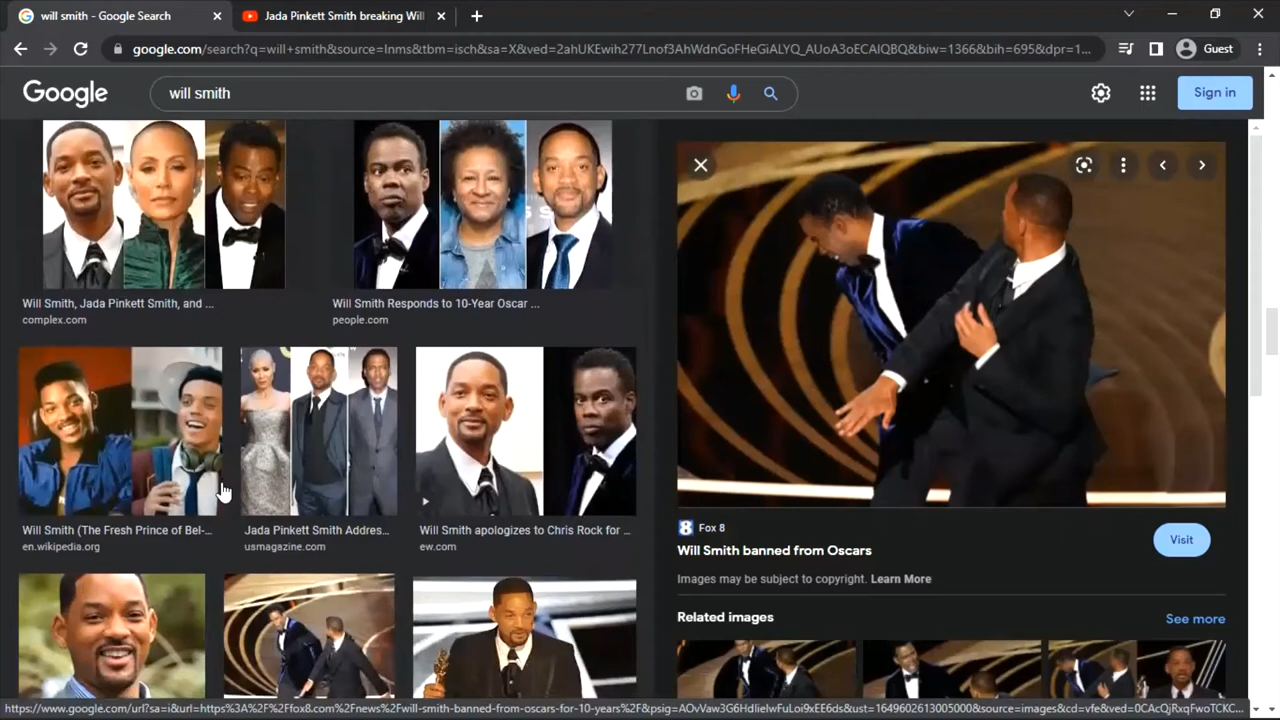 will smith - Google Search
Jada Pinkett Smith breaking Wil
google.com/search?q=will+smith&source=lnms&tbm=isch&sa=X&ved=2ahUKEwih277Lnof3AhWdnGoFHeGiALYQ_AUoA3oECAIQBQ&biw=1366&bih=695&dpr=1...
Guest
Google
will smith
Sign in
Will Smith, Jada Pinkett Smith, and ...
complex.com
Will Smith Responds to 10-Year Oscar ...
people.com
Will Smith (The Fresh Prince of Bel-...
en.wikipedia.org
Jada Pinkett Smith Addres...
usmagazine.com
Will Smith apologizes to Chris Rock for ...
ew.com
8 Fox 8
Will Smith banned from Oscars
Visit
Images may be subject to copyright. Learn More
Related images
See more
https://www.google.com/url?sa=i&url=https%3A%2F%2Ffox8.com%2Fnews%2Fwill-smith-banned-from-oscars-for-10-years%2F&psig=AOvVaw3G6HdIieIwFuLoi9xEE6ds&ust=1649602613005000&source=images&cd=vfe&ved=0CAcQjRxqFwoTCKC...